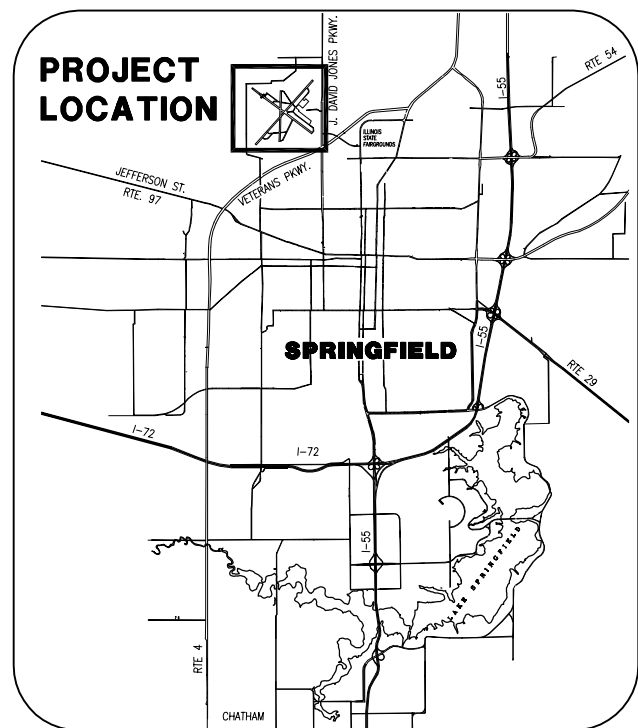 PROJECT
LOCATION
J. DAVID JONES PKWY.
I-55
RTE 54
ILLINOIS
STATE
FAIRGROUNDS
JEFFERSON ST.
RTE. 97
VETERANS PKWY.
SPRINGFIELD
I-55
RTE 29
I-72
I-72
I-55
LAKE SPRINGFIELD
RTE 4
CHATHAM